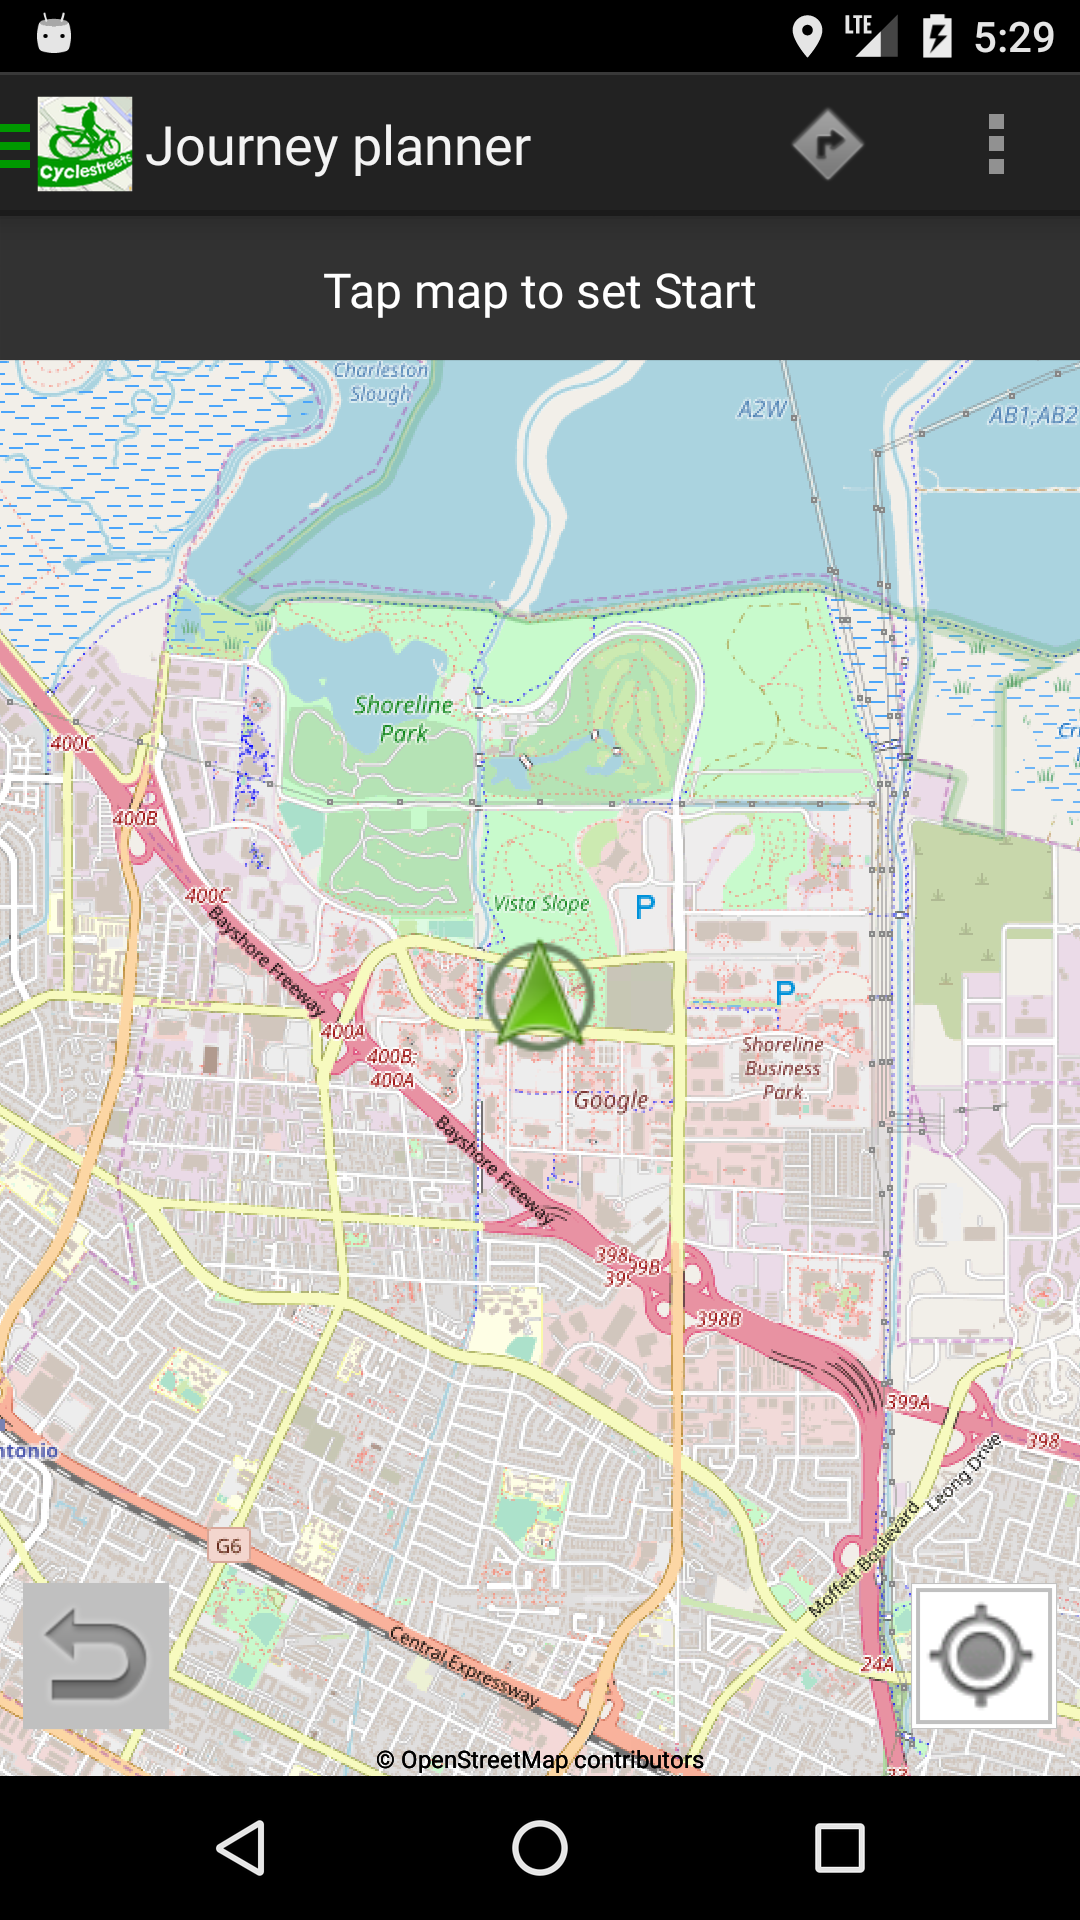 LTE 5:29
cyclestreets
Journey planner
Tap map to set Start
Charleston
Slough
A2W
AB1;AB2
Shoreline
Park
400C
400B
400C
Vista Slope
P
Bayshore Freeway
P
400A
400B;
400A
Shoreline
Business
Park
Google
Bayshore Freeway
398
99B
399
398B
399A
398
ntonio
Leong Drive
G6
Moffett Boulevard
Central Expressway
24A
© OpenStreetMap contributors